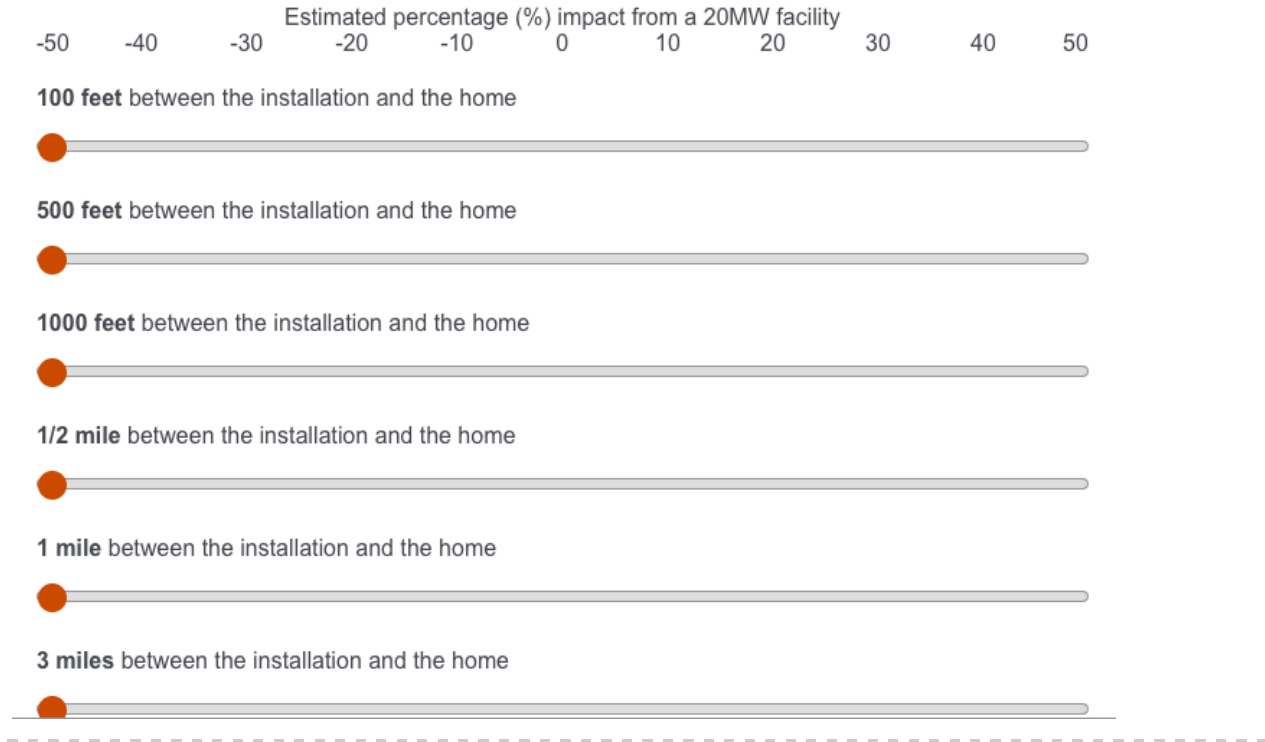 Estimated percentage (%) impact from a 20MW facility
-50 -40 -30 -20 -10 0 10 20 30 40 50
100 feet between the installation and the home
500 feet between the installation and the home
1000 feet between the installation and the home
1/2 mile between the installation and the home
1 mile between the installation and the home
3 miles between the installation and the home